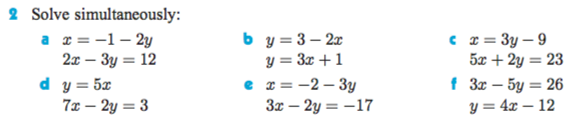 2 Solve simultaneously:
a x = −1 − 2y b y = 3 − 2x c x = 3y − 9
2x − 3y = 12 y = 3x + 1 5x + 2y = 23
d y = 5x e x = −2 − 3y f 3x − 5y = 26
7x − 2y = 3 3x − 2y = −17 y = 4x − 12